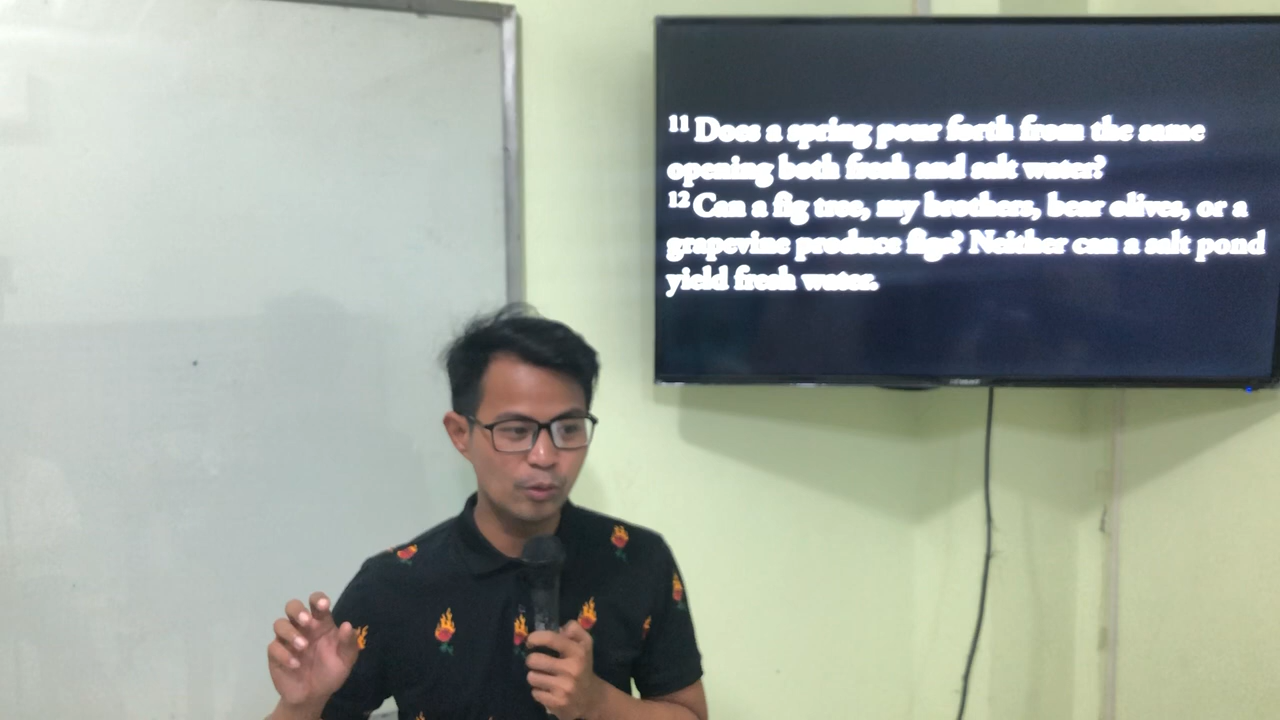 11 Does a spring pour forth from the same
opening both fresh and salt water?
12 Can a fig tree, my brothers, bear olives, or a
grapevine produce figs? Neither can a salt pond
yield fresh water.